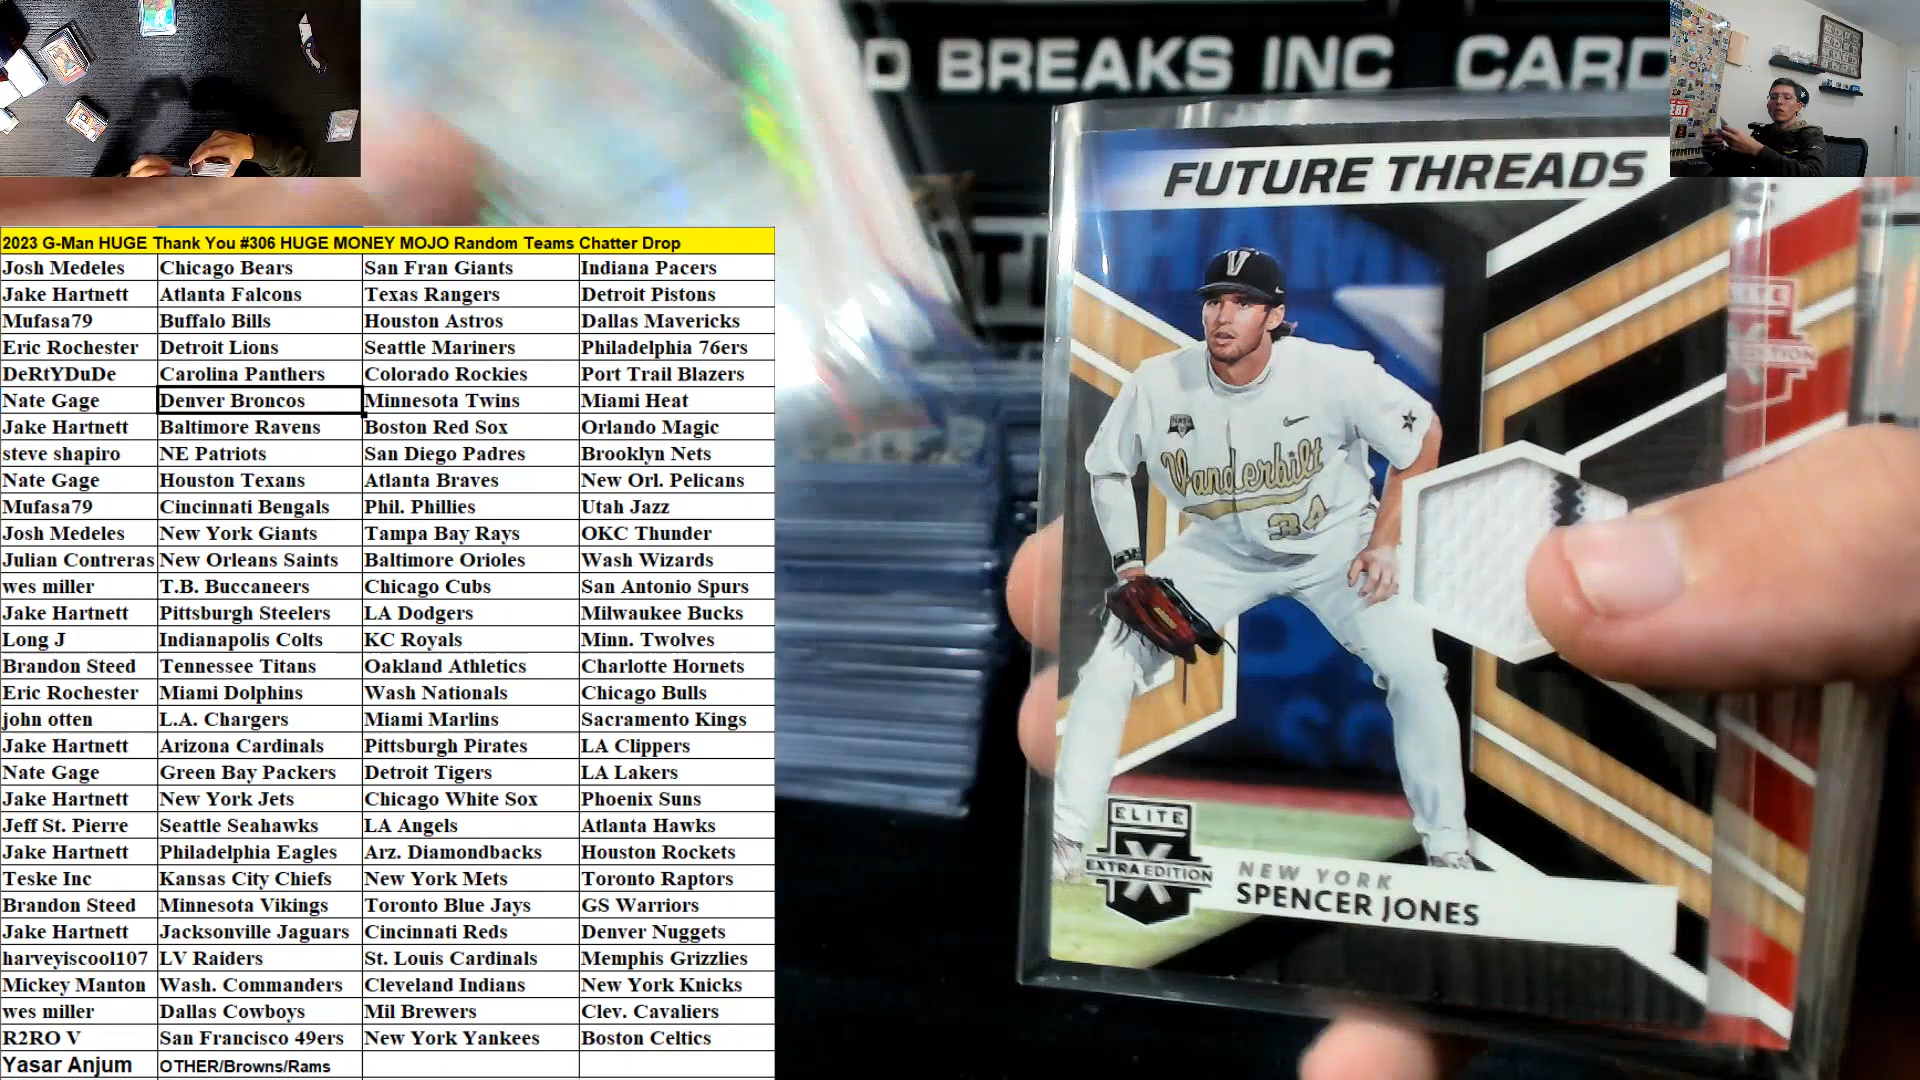 D BREAKS INC CARD
2023 G-Man HUGE Thank You #306 HUGE MONEY MOJO Random Teams Chatter Drop
Josh Medeles Chicago Bears San Fran Giants Indiana Pacers
Jake Hartnett Atlanta Falcons Texas Rangers Detroit Pistons
Mufasa79 Buffalo Bills Houston Astros Dallas Mavericks
Eric Rochester Detroit Lions Seattle Mariners Philadelphia 76ers
DeRtYDuDe Carolina Panthers Colorado Rockies Port Trail Blazers
Nate Gage Denver Broncos Minnesota Twins Miami Heat
Jake Hartnett Baltimore Ravens Boston Red Sox Orlando Magic
steve shapiro NE Patriots San Diego Padres Brooklyn Nets
Nate Gage Houston Texans Atlanta Braves New Orl. Pelicans
Mufasa79 Cincinnati Bengals Phil. Phillies Utah Jazz
Josh Medeles New York Giants Tampa Bay Rays OKC Thunder
Julian Contreras New Orleans Saints Baltimore Orioles Wash Wizards
wes miller T.B. Buccaneers Chicago Cubs San Antonio Spurs
Jake Hartnett Pittsburgh Steelers LA Dodgers Milwaukee Bucks
Long J Indianapolis Colts KC Royals Minn. Twolves
Brandon Steed Tennessee Titans Oakland Athletics Charlotte Hornets
Eric Rochester Miami Dolphins Wash Nationals Chicago Bulls
john otten L.A. Chargers Miami Marlins Sacramento Kings
Jake Hartnett Arizona Cardinals Pittsburgh Pirates LA Clippers
Nate Gage Green Bay Packers Detroit Tigers LA Lakers
Jake Hartnett New York Jets Chicago White Sox Phoenix Suns
Jeff St. Pierre Seattle Seahawks LA Angels Atlanta Hawks
Jake Hartnett Philadelphia Eagles Arz. Diamondbacks Houston Rockets
Teske Inc Kansas City Chiefs New York Mets Toronto Raptors
Brandon Steed Minnesota Vikings Toronto Blue Jays GS Warriors
Jake Hartnett Jacksonville Jaguars Cincinnati Reds Denver Nuggets
harveyiscool107 LV Raiders St. Louis Cardinals Memphis Grizzlies
Mickey Manton Wash. Commanders Cleveland Indians New York Knicks
wes miller Dallas Cowboys Mil Brewers Clev. Cavaliers
R2RO V San Francisco 49ers New York Yankees Boston Celtics
Yasar Anjum OTHER/Browns/Rams
FUTURE THREADS
V
Vanderbilt
34
ELITE
X
EXTRA EDITION
NEW YORK
SPENCER JONES